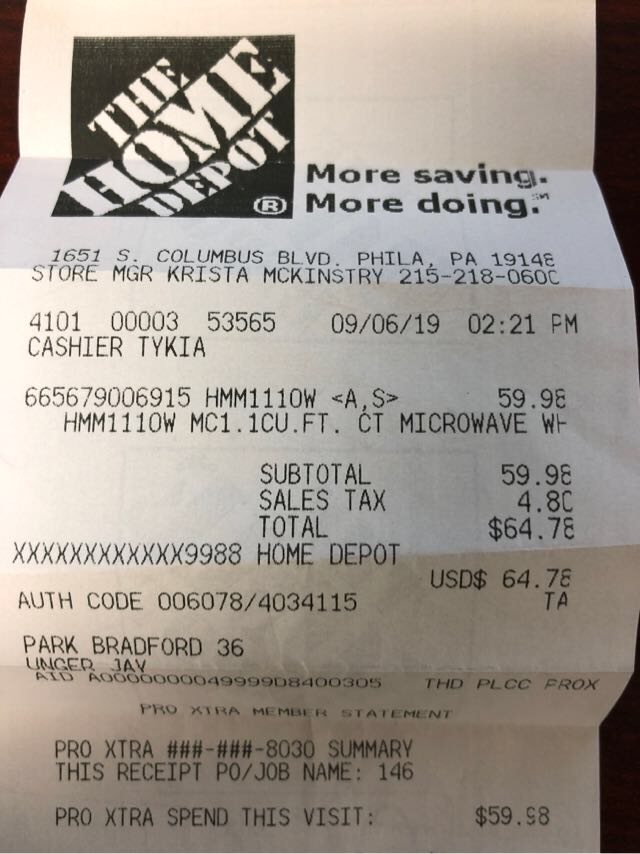 THE
HOME
DEPOT
®
More saving.
More doing.℠
1651 S. COLUMBUS BLVD. PHILA, PA 19148
STORE MGR KRISTA MCKINSTRY 215-218-0600
4101 00003 53565 09/06/19 02:21 PM
CASHIER TYKIA
665679006915 HMM1110W <A,S> 59.98
HMM1110W MC1.1CU.FT. CT MICROWAVE WH
SUBTOTAL 59.98
SALES TAX 4.80
TOTAL $64.78
XXXXXXXXXXXX9988 HOME DEPOT
USD$ 64.78
AUTH CODE 006078/4034115 TA
PARK BRADFORD 36
UNGER JAY
AID A0000000049999D8400305 THD PLCC PROX
PRO XTRA MEMBER STATEMENT
PRO XTRA ###-###-8030 SUMMARY
THIS RECEIPT PO/JOB NAME: 146
PRO XTRA SPEND THIS VISIT: $59.98